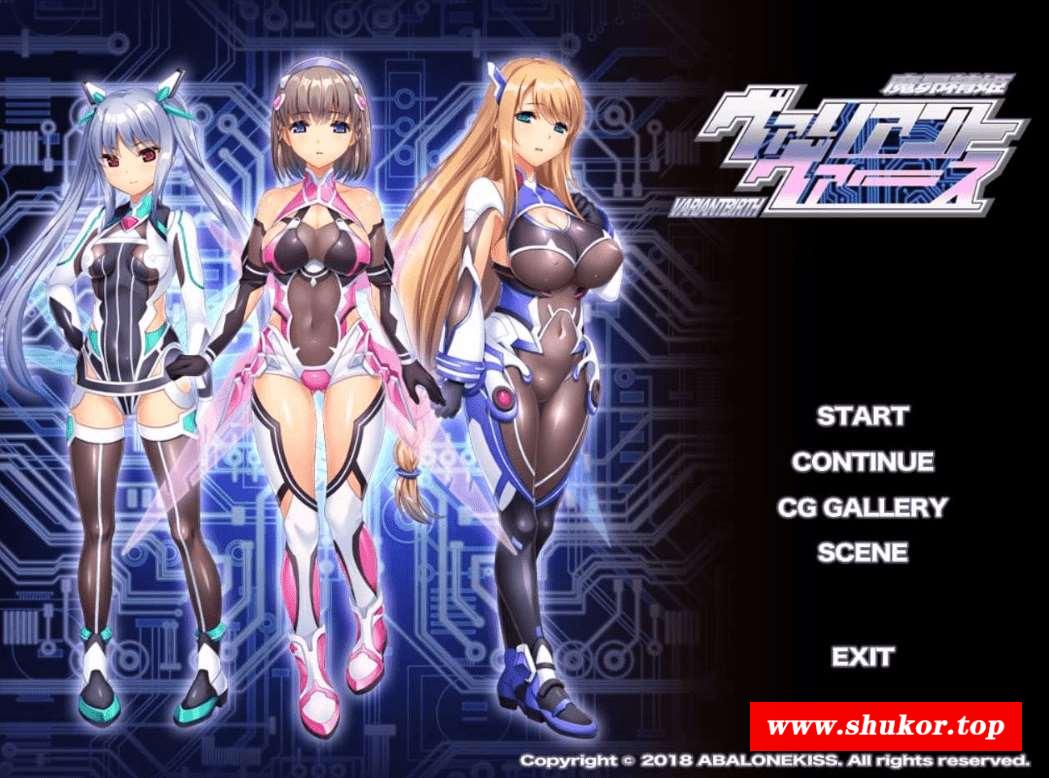 魔界精姫
ヴァリアント
ヴァース
VARIANTBIRTH
START
CONTINUE
CG GALLERY
SCENE
EXIT
www.shukor.top
Copyright © 2018 ABALONEKISS. All rights reserved.